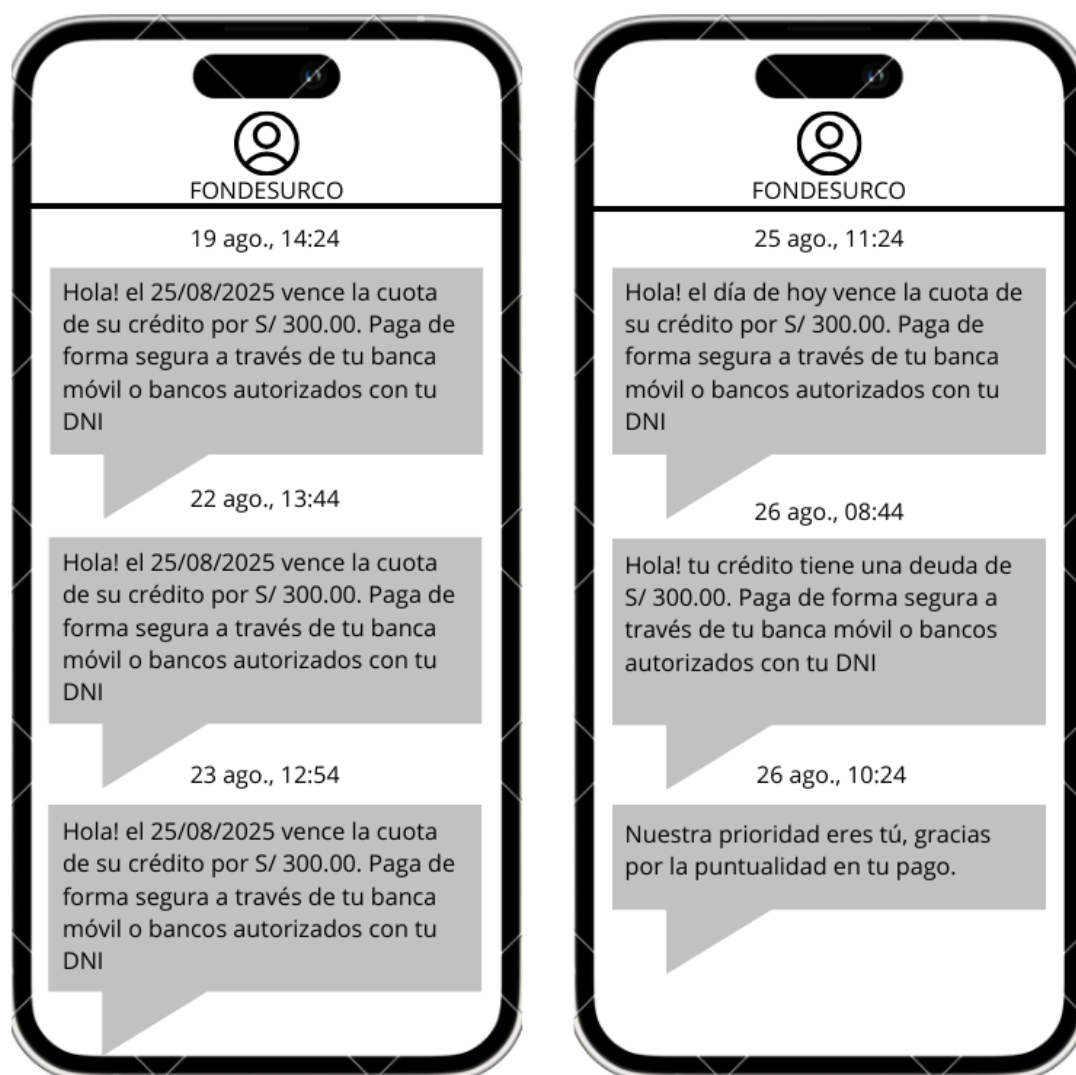 FONDESURCO
19 ago., 14:24
Hola! el 25/08/2025 vence la cuota
de su crédito por S/ 300.00. Paga de
forma segura a través de tu banca
móvil o bancos autorizados con tu
DNI
22 ago., 13:44
Hola! el 25/08/2025 vence la cuota
de su crédito por S/ 300.00. Paga de
forma segura a través de tu banca
móvil o bancos autorizados con tu
DNI
23 ago., 12:54
Hola! el 25/08/2025 vence la cuota
de su crédito por S/ 300.00. Paga de
forma segura a través de tu banca
móvil o bancos autorizados con tu
DNI
FONDESURCO
25 ago., 11:24
Hola! el día de hoy vence la cuota de
su crédito por S/ 300.00. Paga de
forma segura a través de tu banca
móvil o bancos autorizados con tu
DNI
26 ago., 08:44
Hola! tu crédito tiene una deuda de
S/ 300.00. Paga de forma segura a
través de tu banca móvil o bancos
autorizados con tu DNI
26 ago., 10:24
Nuestra prioridad eres tú, gracias
por la puntualidad en tu pago.